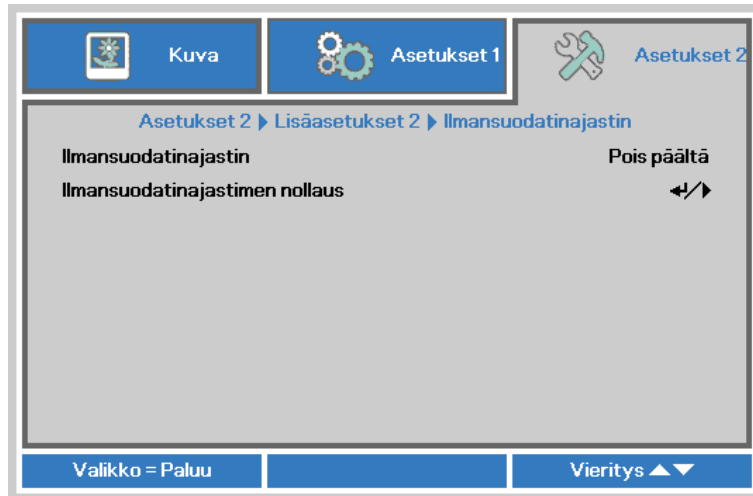 Kuva
Asetukset 1
Asetukset 2
Asetukset 2 ▶ Lisäasetukset 2 ▶ Ilmansuodatinajastin
Ilmansuodatinajastin Pois päältä
Ilmansuodatinajastimen nollaus ↵/▶
Valikko = Paluu
Vieritys ▲▼